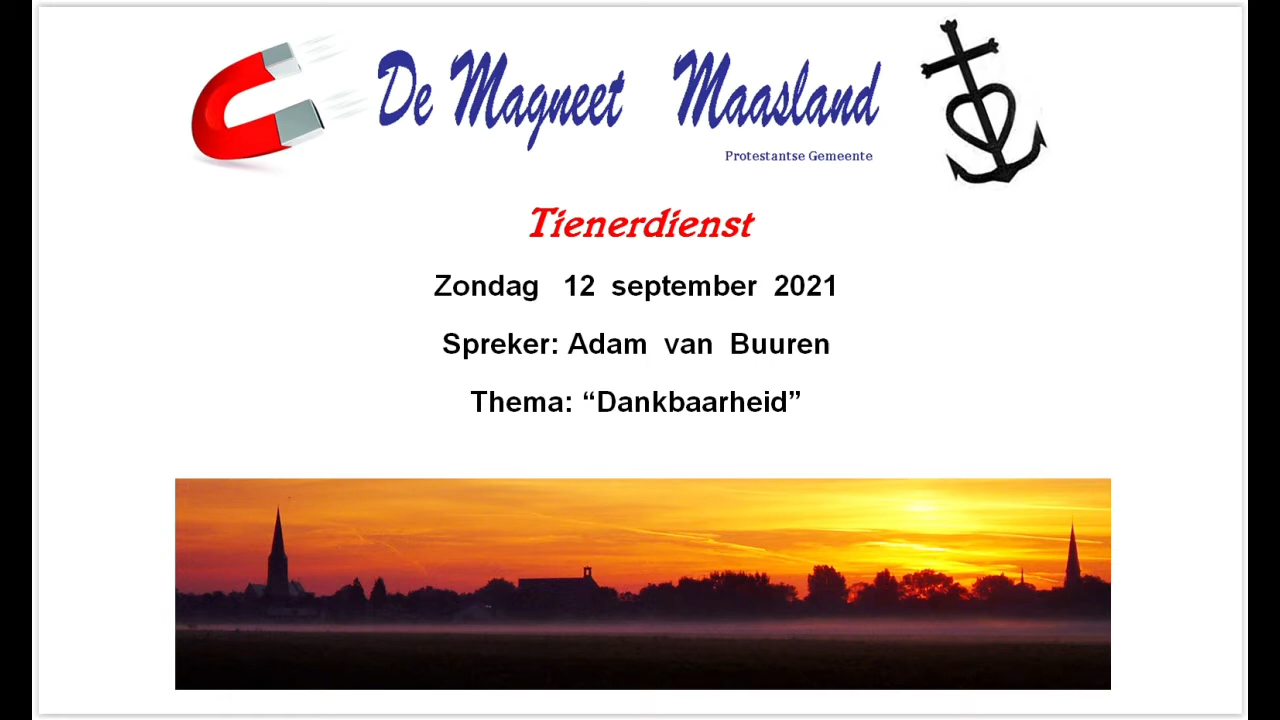 De Magneet Maasland
Protestantse Gemeente
Tienerdienst
Zondag 12 september 2021
Spreker: Adam van Buuren
Thema: “Dankbaarheid”